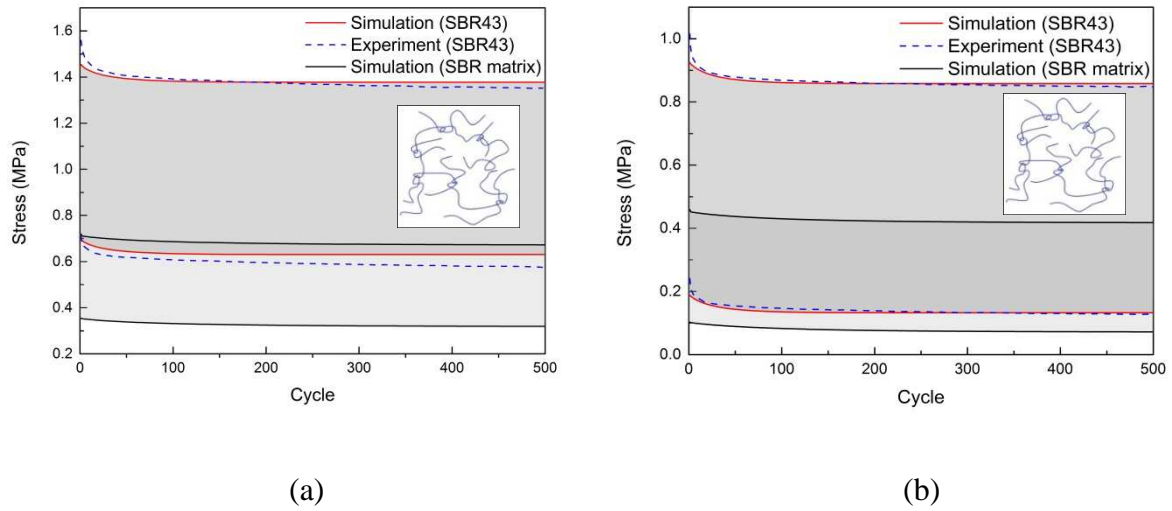 Simulation (SBR43)
Experiment (SBR43)
Simulation (SBR matrix)
Stress (MPa)
1.6
1.4
1.2
1.0
0.8
0.6
0.4
0.2
0 100 200 300 400 500
Cycle
(a)
Simulation (SBR43)
Experiment (SBR43)
Simulation (SBR matrix)
Stress (MPa)
1.0
0.8
0.6
0.4
0.2
0.0
0 100 200 300 400 500
Cycle
(b)